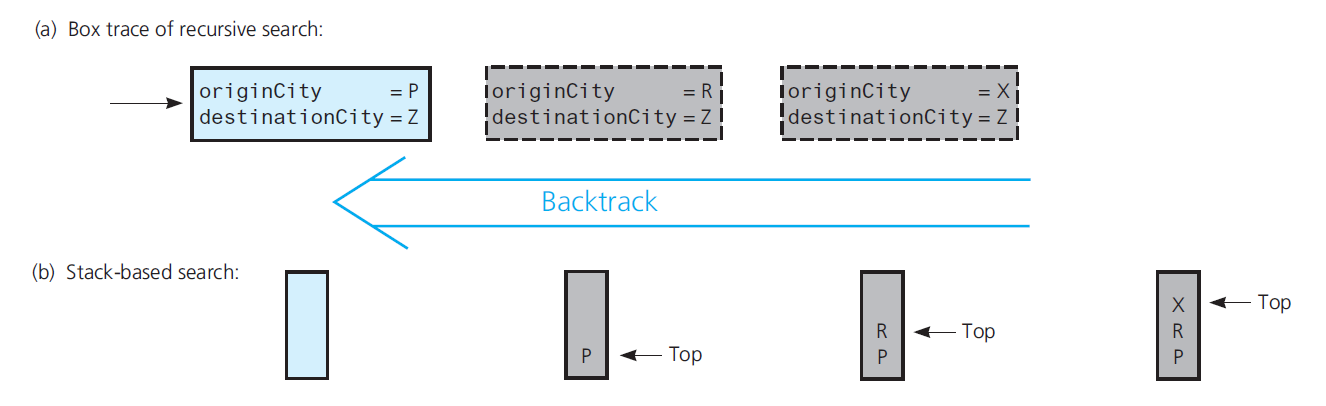 (a) Box trace of recursive search:
originCity = P
destinationCity = Z
originCity = R
destinationCity = Z
originCity = X
destinationCity = Z
Backtrack
(b) Stack-based search:
P
Top
R
P
Top
X
R
P
Top